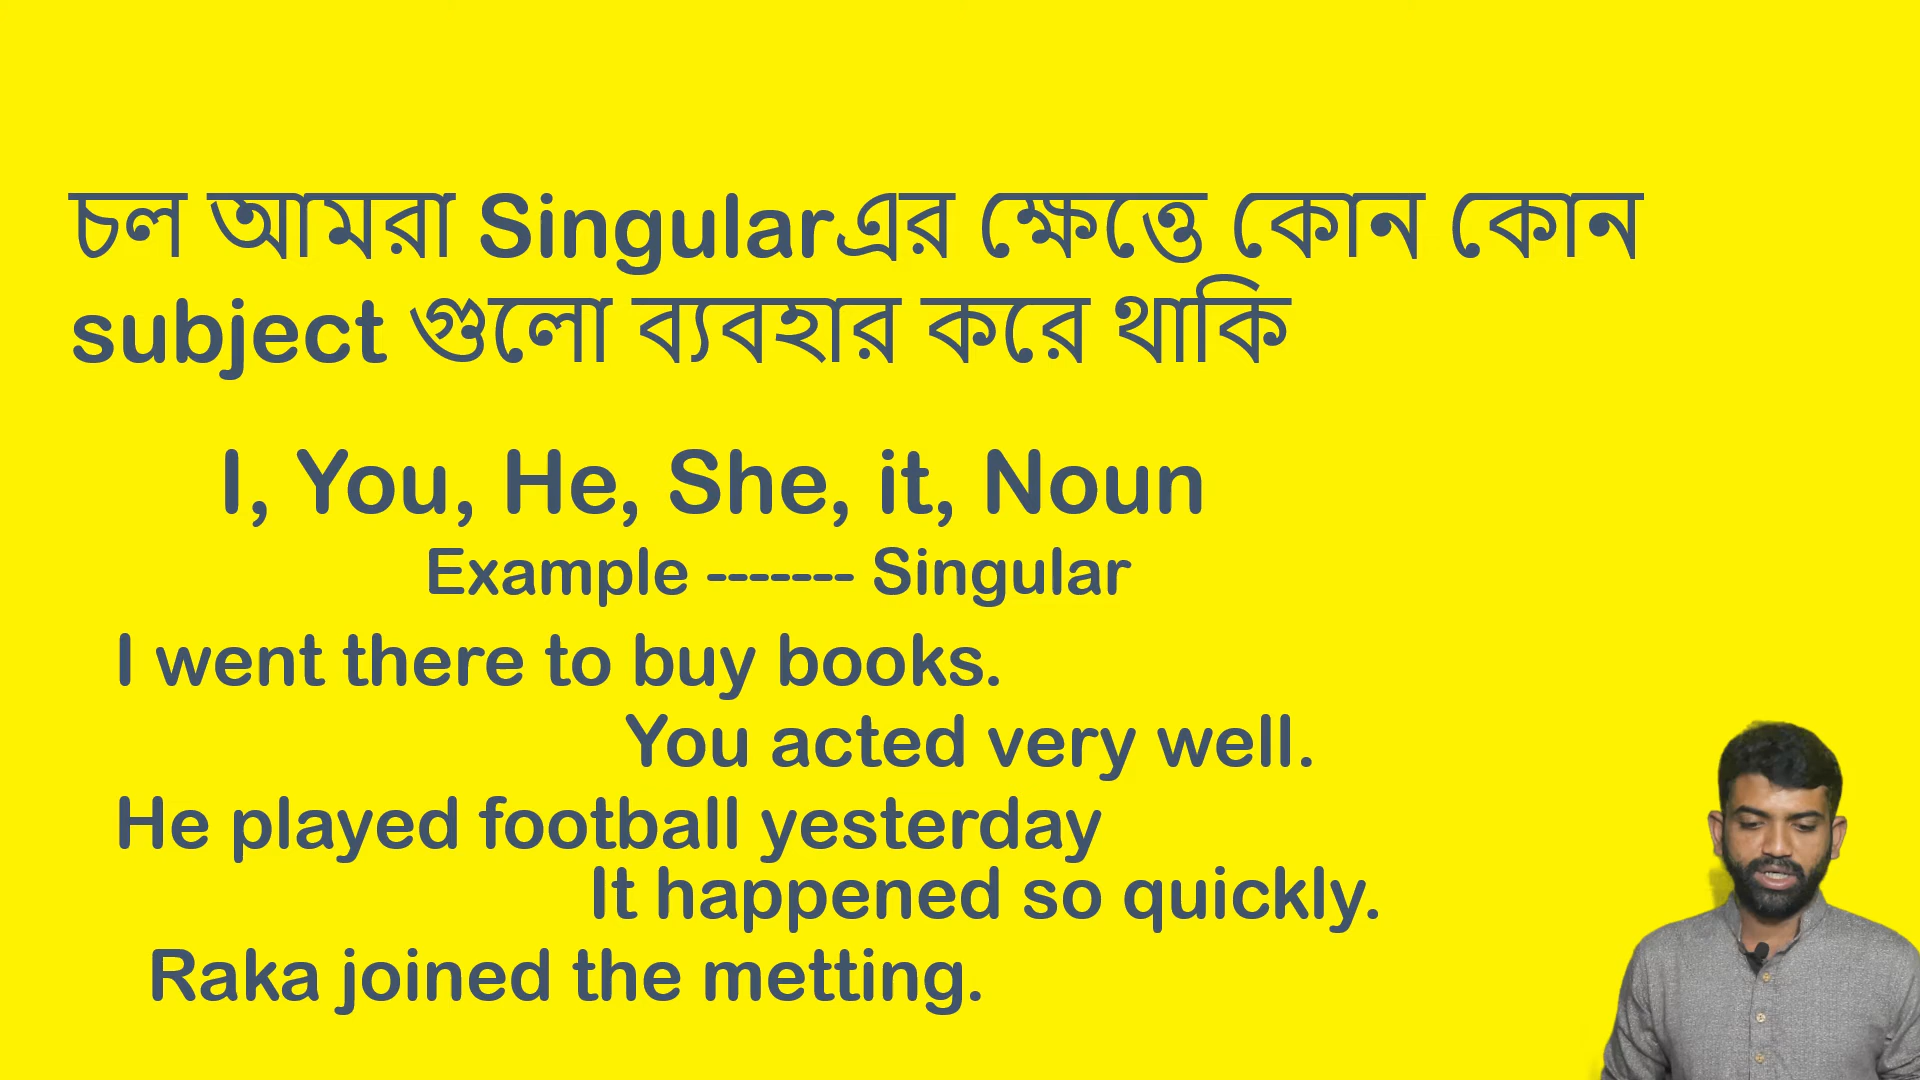 চল আমরা Singularএর ক্ষেত্তে কোন কোন
subject গুলো ব্যবহার করে থাকি
I, You, He, She, it, Noun
Example ------- Singular
I went there to buy books.
You acted very well.
He played football yesterday
It happened so quickly.
Raka joined the metting.